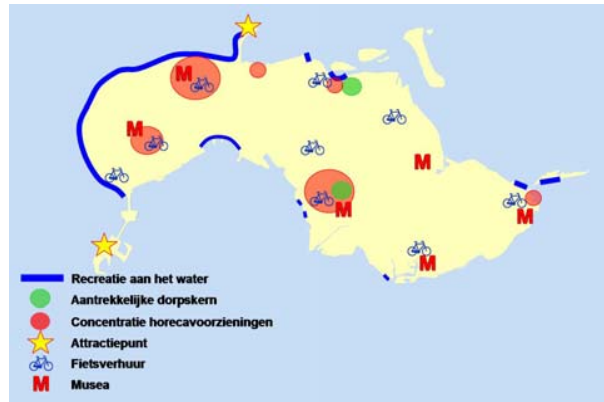 M
M
M
M
M
M
Recreatie aan het water
Aantrekkelijke dorpskern
Concentratie horecavoorzieningen
Attractiepunt
Fietsverhuur
M Musea